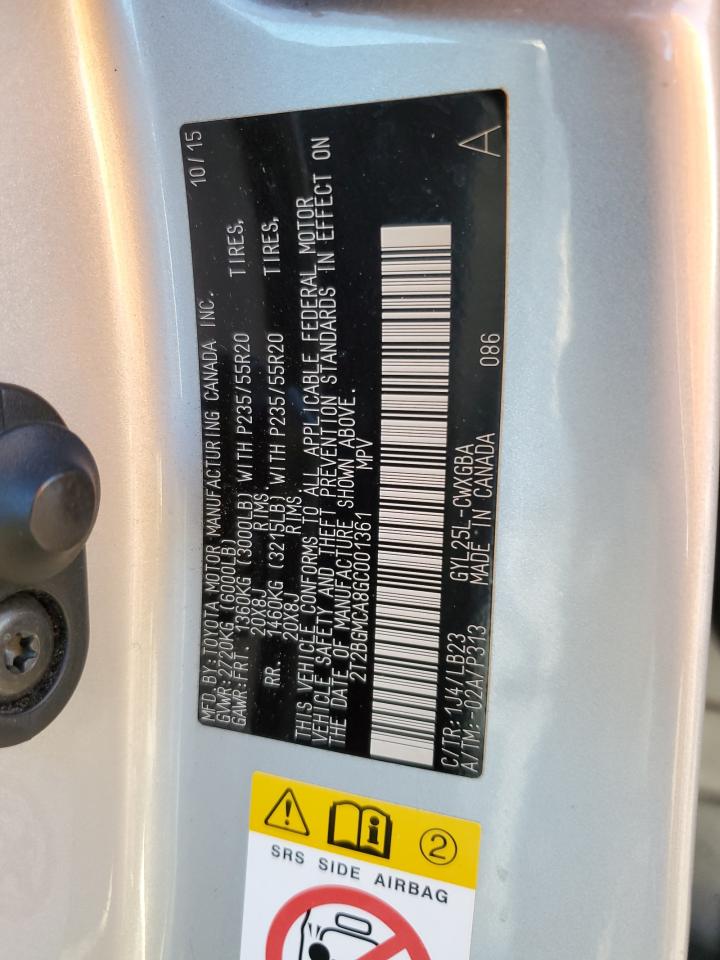 MFD.BY:TOYOTA MOTOR MANUFACTURING CANADA INC. 10/15
GVWR:2720KG (6000LB)
GAWR:FRT. 1360KG (3000LB) WITH P235/55R20 TIRES,
20X8J RIMS,
RR. 1460KG (3215LB) WITH P235/55R20 TIRES,
20X8J RIMS
THIS VEHICLE CONFORMS TO ALL APPLICABLE FEDERAL MOTOR
VEHICLE SAFETY AND THEFT PREVENTION STANDARDS IN EFFECT ON
THE DATE OF MANUFACTURE SHOWN ABOVE.
2T2BGMCA8GC001361 MPV
A
C/TR:1J4/LB23 GYL25L-CWXGBA 086
A/TM:-02A/P313 MADE IN CANADA
i 2
SRS SIDE AIRBAG